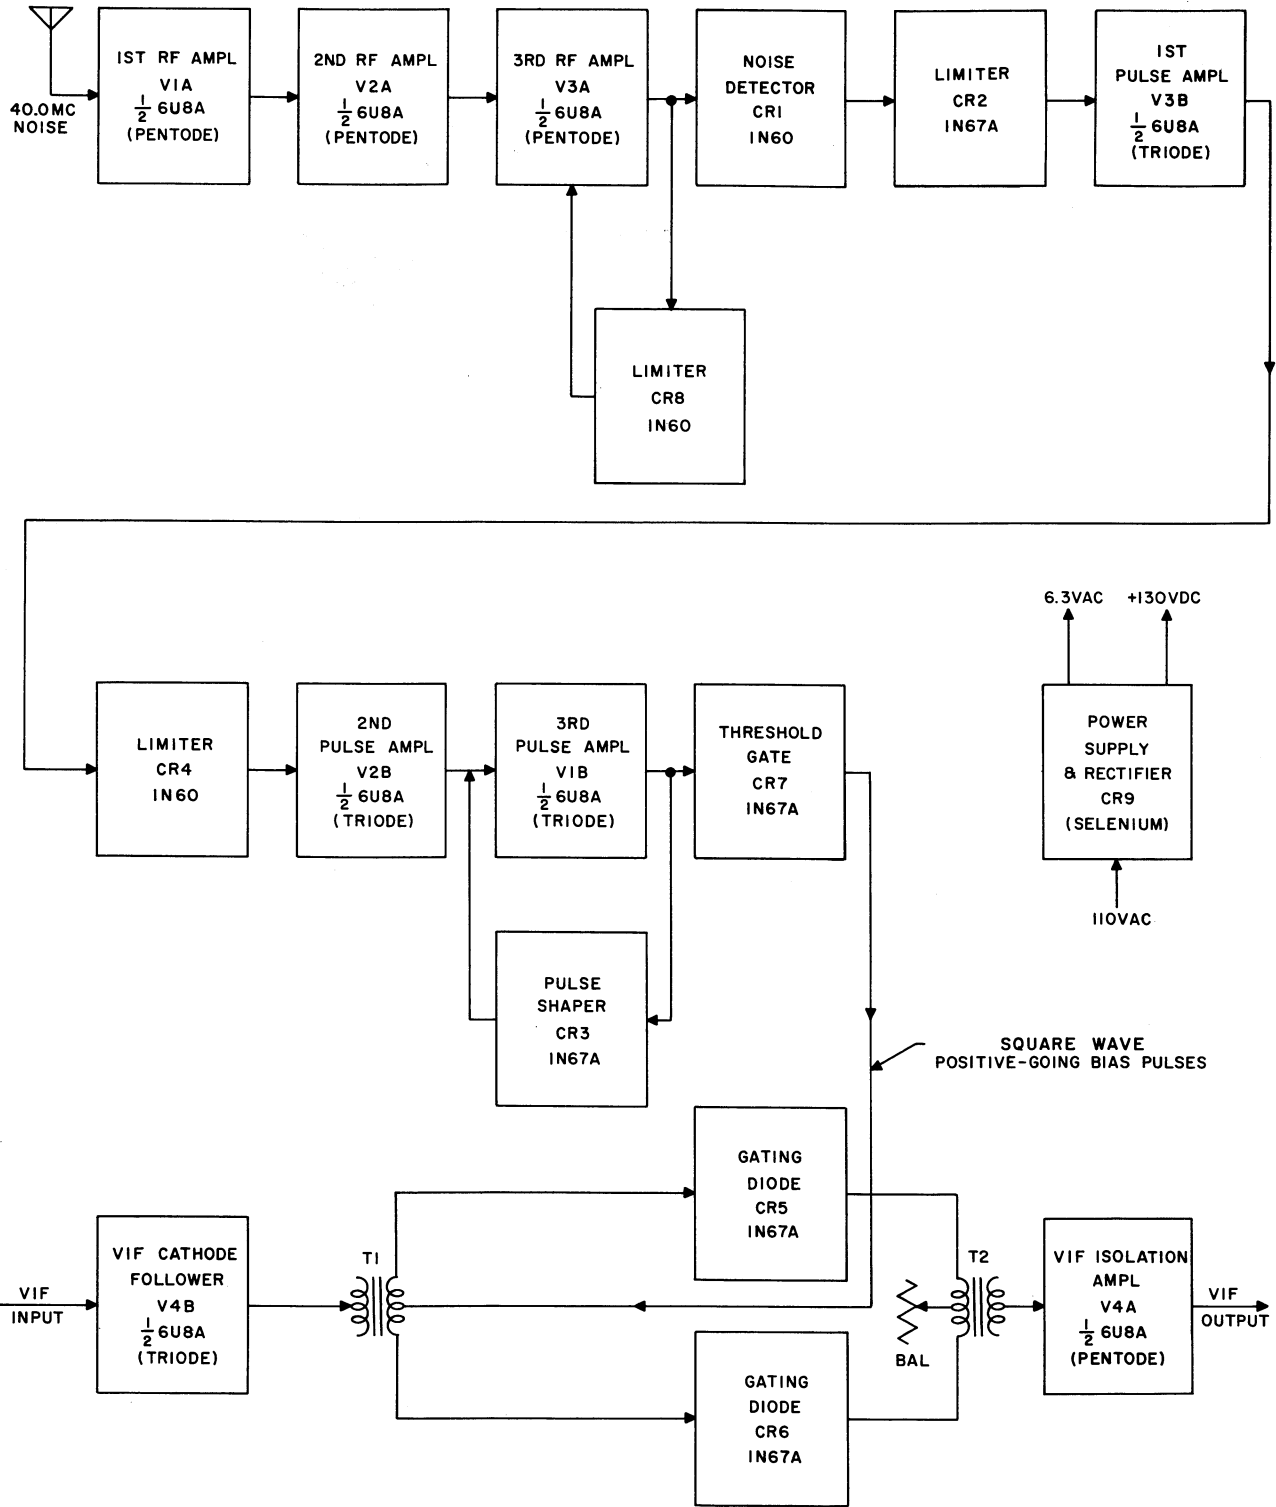 40.0MC
NOISE
1ST RF AMPL
V1A
1/2 6U8A
(PENTODE)
2ND RF AMPL
V2A
1/2 6U8A
(PENTODE)
3RD RF AMPL
V3A
1/2 6U8A
(PENTODE)
NOISE
DETECTOR
CR1
IN60
LIMITER
CR2
IN67A
1ST
PULSE AMPL
V3B
1/2 6U8A
(TRIODE)
LIMITER
CR8
IN60
6.3VAC
+130VDC
LIMITER
CR4
IN60
2ND
PULSE AMPL
V2B
1/2 6U8A
(TRIODE)
3RD
PULSE AMPL
V1B
1/2 6U8A
(TRIODE)
THRESHOLD
GATE
CR7
IN67A
POWER
SUPPLY
& RECTIFIER
CR9
(SELENIUM)
110VAC
PULSE
SHAPER
CR3
IN67A
SQUARE WAVE
POSITIVE-GOING BIAS PULSES
GATING
DIODE
CR5
IN67A
VIF
INPUT
VIF CATHODE
FOLLOWER
V4B
1/2 6U8A
(TRIODE)
T1
BAL
T2
VIF ISOLATION
AMPL
V4A
1/2 6U8A
(PENTODE)
VIF
OUTPUT
GATING
DIODE
CR6
IN67A